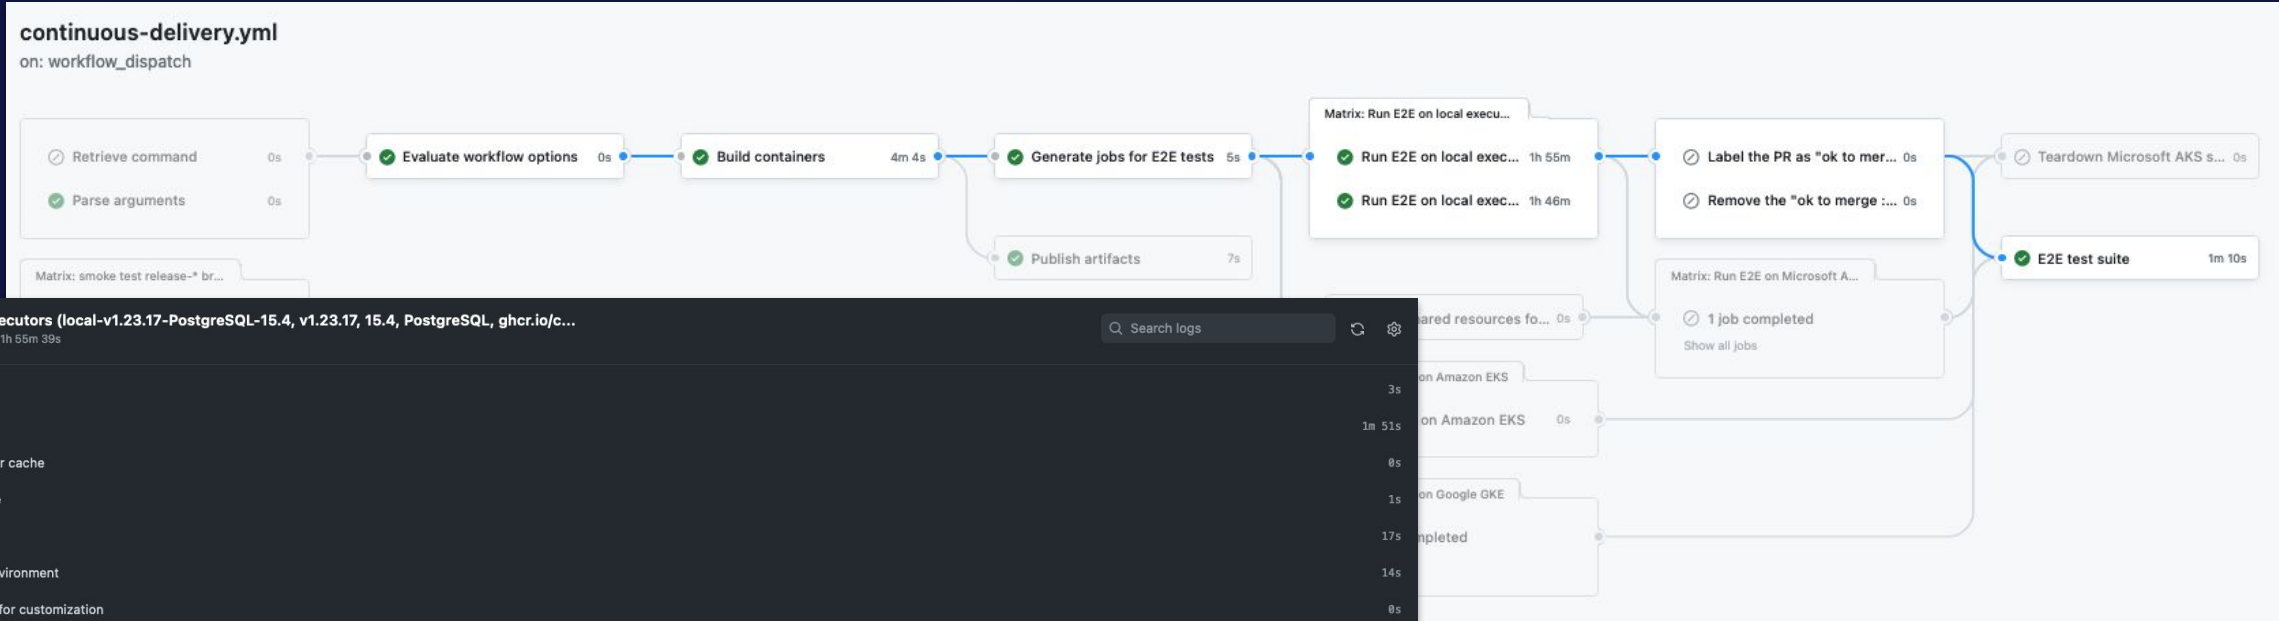 continuous-delivery.yml
on: workflow_dispatch
Retrieve command 0s
Parse arguments 0s
Matrix: smoke test release-* br...
Evaluate workflow options 0s
Build containers 4m 4s
Generate jobs for E2E tests 5s
Publish artifacts 7s
Matrix: Run E2E on local execu...
Run E2E on local exec... 1h 55m
Run E2E on local exec... 1h 46m
Label the PR as "ok to mer... 0s
Remove the "ok to merge :... 0s
Teardown Microsoft AKS s... 0s
E2E test suite 1m 10s
Matrix: Run E2E on Microsoft A...
1 job completed
Show all jobs
resources fo... 0s
on Amazon EKS
on Amazon EKS 0s
on Google GKE
(local-v1.23.17-PostgreSQL-15.4, v1.23.17, 15.4, PostgreSQL, ghcr.io/c...
1h 55m 39s
Search logs
3s
1m 51s
cache 0s
1s
17s
14s
for customization 0s